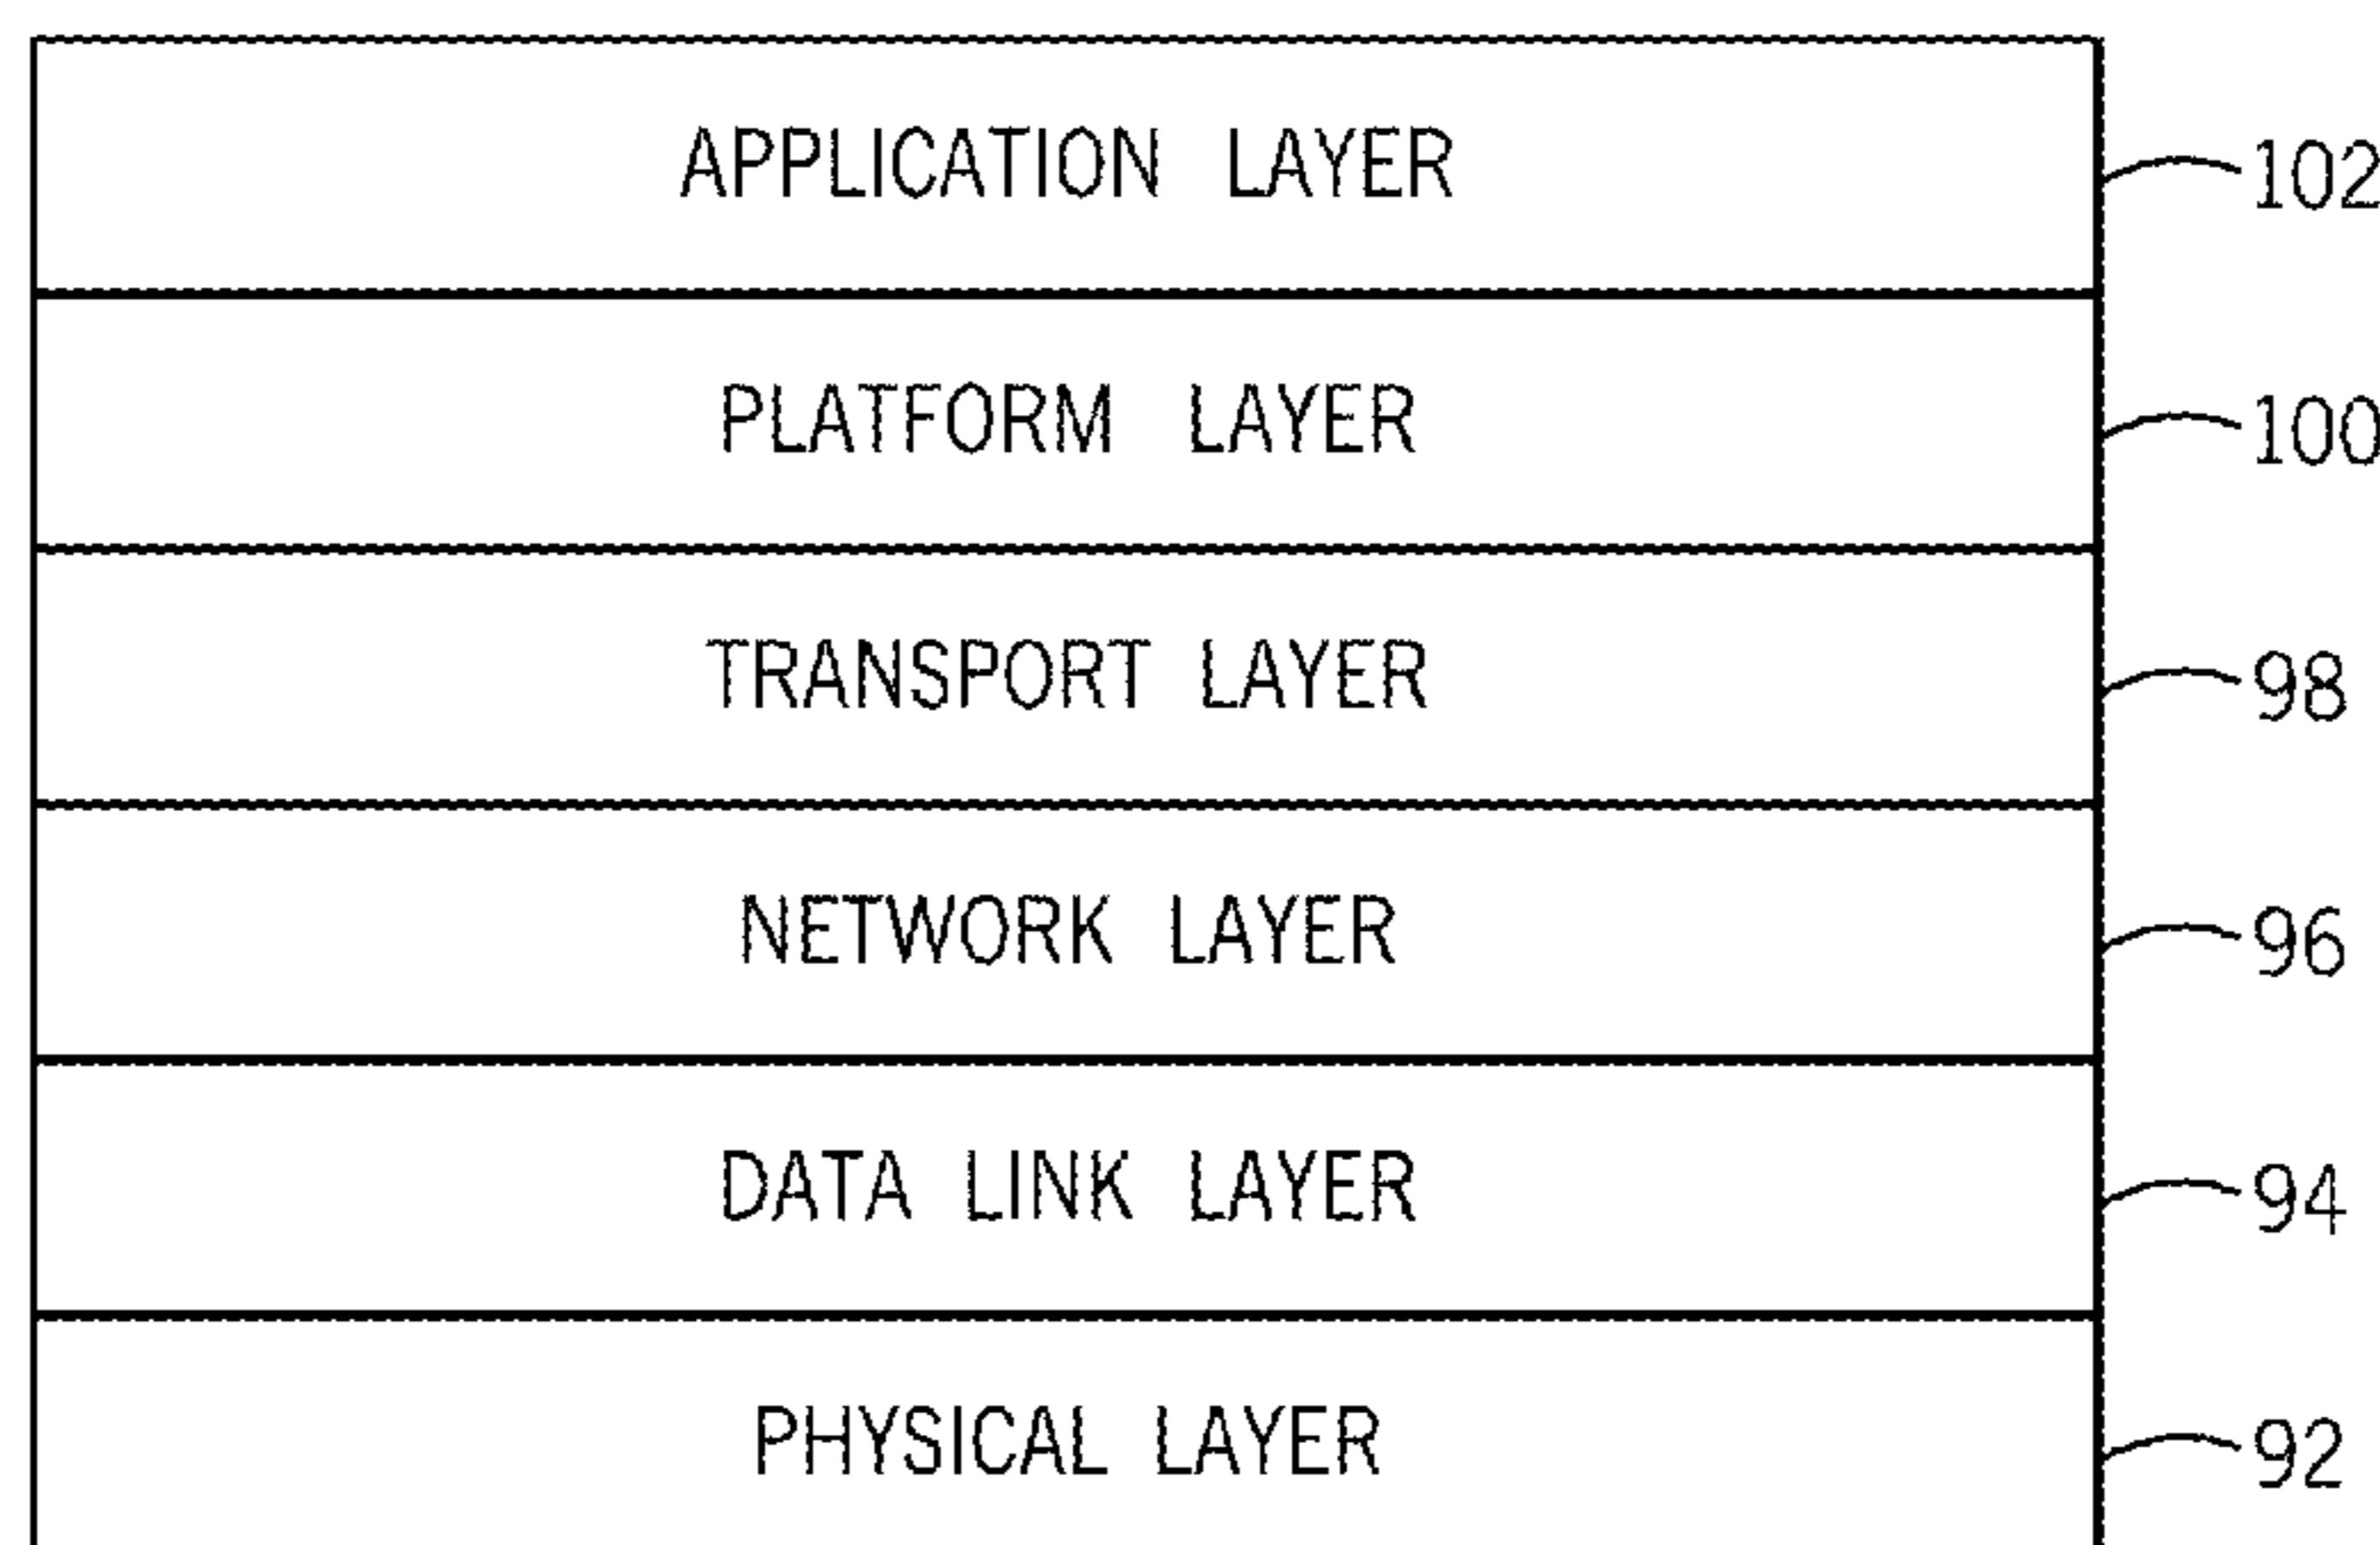 APPLICATION LAYER 102
PLATFORM LAYER 100
TRANSPORT LAYER 98
NETWORK LAYER 96
DATA LINK LAYER 94
PHYSICAL LAYER 92